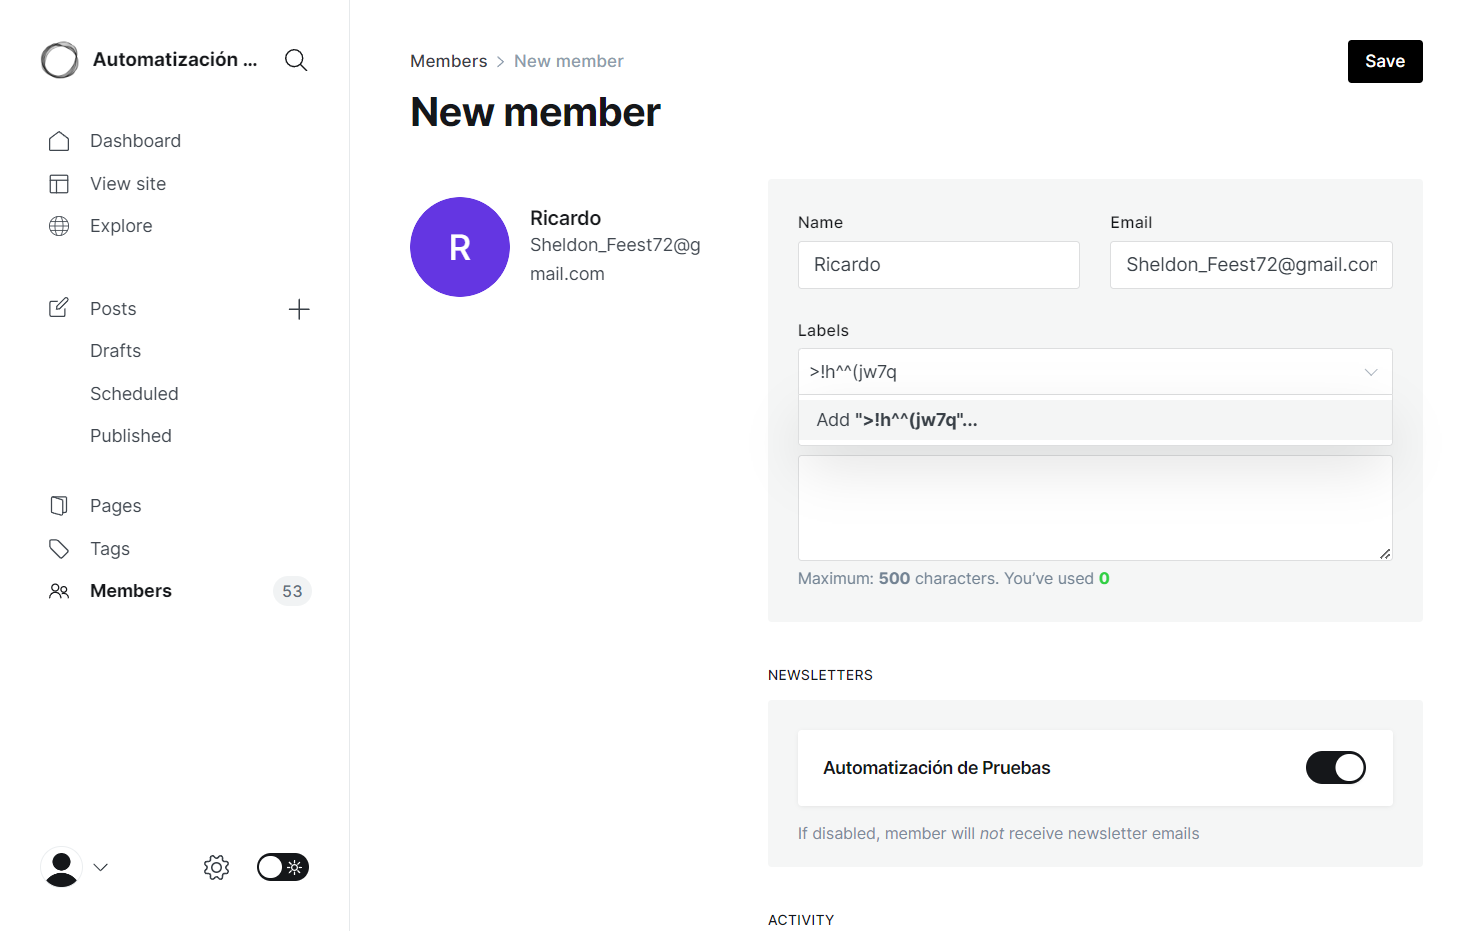 Automatización ...
Dashboard
View site
Explore
Posts
Drafts
Scheduled
Published
Pages
Tags
Members
53
Members > New member
Save
New member
R
Ricardo
Sheldon_Feest72@g
mail.com
Name
Email
Ricardo
Sheldon_Feest72@gmail.com
Labels
>!h^^(jw7q
Add ">!h^^(jw7q"...
Maximum: 500 characters. You’ve used 0
NEWSLETTERS
Automatización de Pruebas
If disabled, member will not receive newsletter emails
ACTIVITY